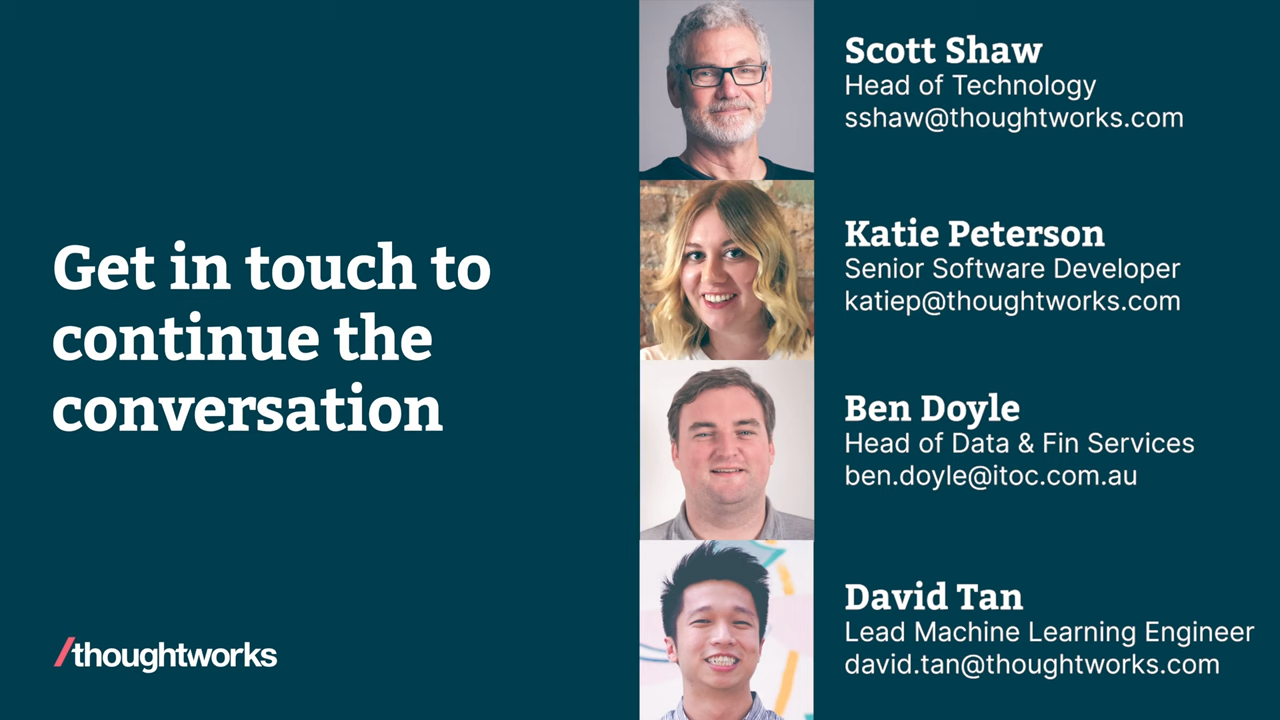 Get in touch to
continue the
conversation
/thoughtworks
Scott Shaw
Head of Technology
sshaw@thoughtworks.com
Katie Peterson
Senior Software Developer
katiep@thoughtworks.com
Ben Doyle
Head of Data & Fin Services
ben.doyle@itoc.com.au
David Tan
Lead Machine Learning Engineer
david.tan@thoughtworks.com